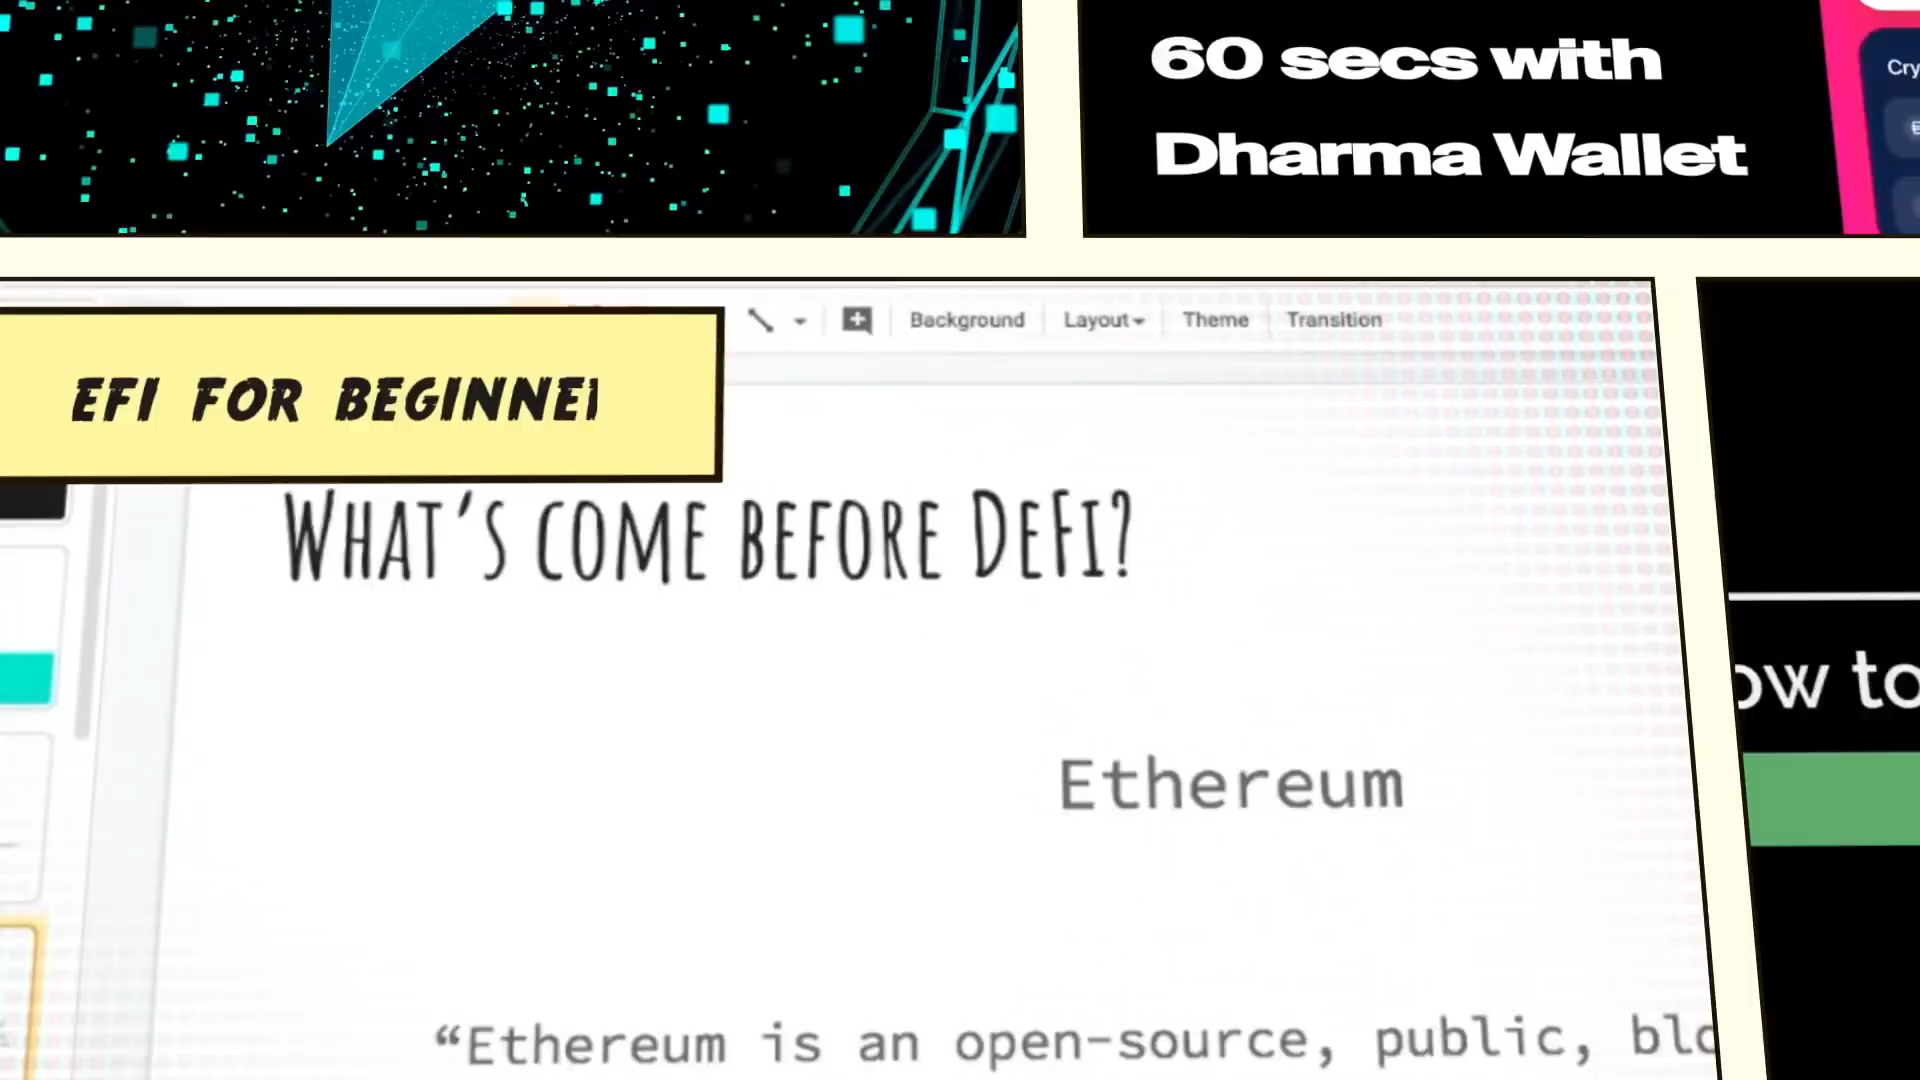 60 secs with
Dharma Wallet
Cry
Background
Layout
Theme
Transition
EFI FOR BEGINNE
WHAT'S COME BEFORE DEFI?
ow to
Ethereum
“Ethereum is an open-source, public, blo